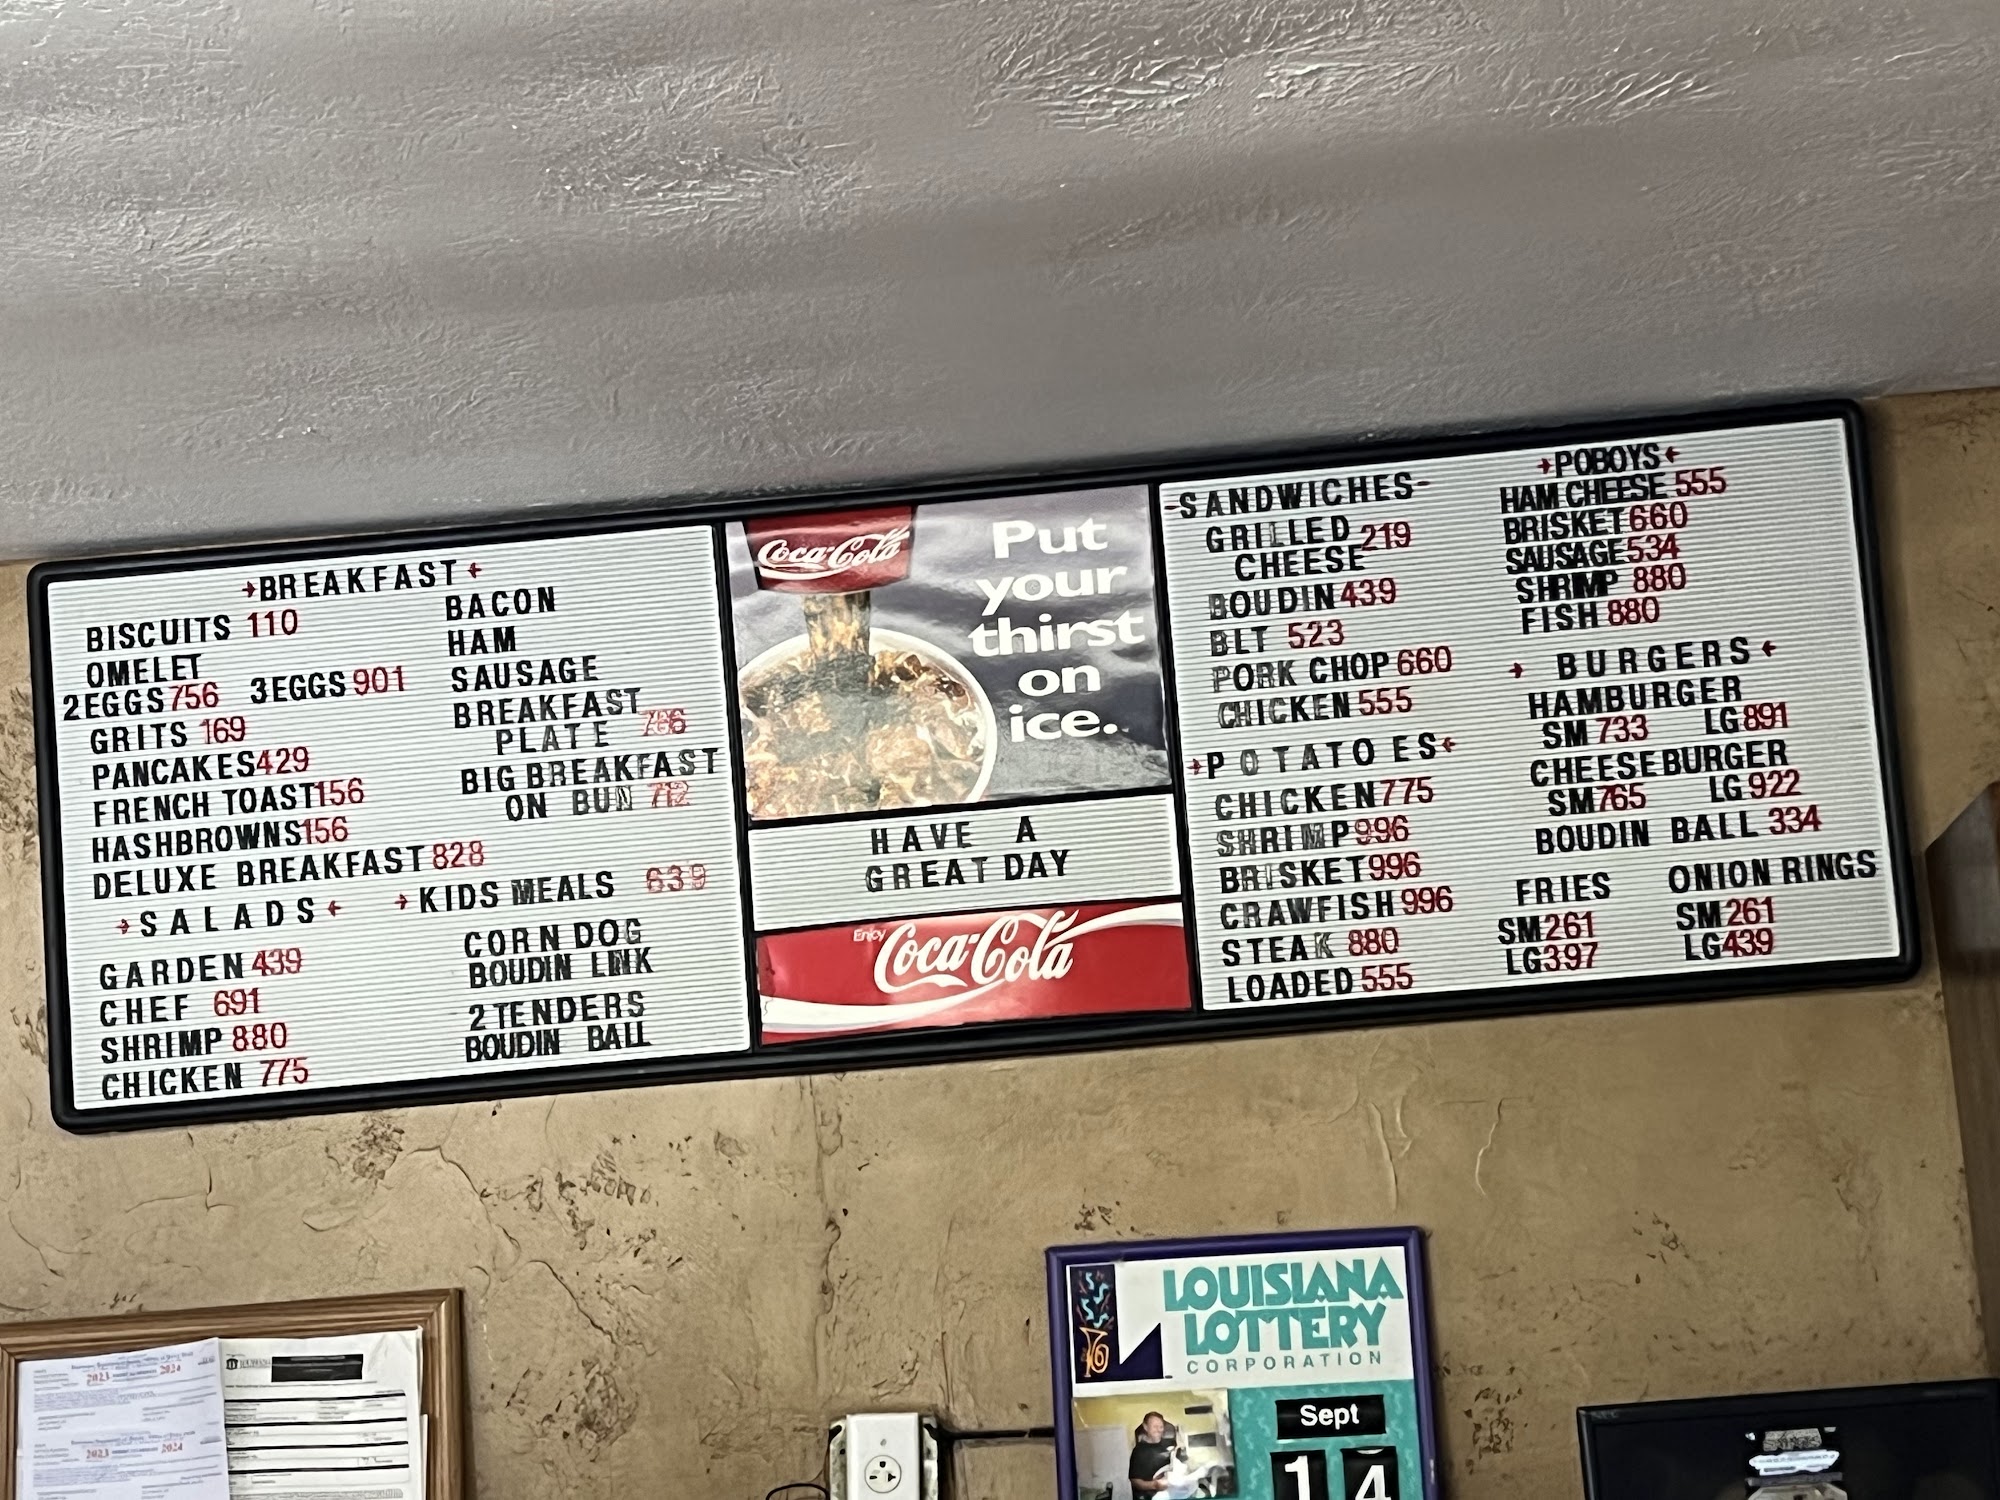 BREAKFAST
BISCUITS 110
OMELET
2EGGS 756 3EGGS 901
GRITS 169
PANCAKES 429
FRENCH TOAST 156
HASHBROWNS 156
DELUXE BREAKFAST 828
BACON
HAM
SAUSAGE
BREAKFAST
PLATE
BIG BREAKFAST
ON BUN 712
SALADS
GARDEN 439
CHEF 691
SHRIMP 880
CHICKEN 775
KIDS MEALS 639
CORN DOG
BOUDIN LINK
2 TENDERS
BOUDIN BALL
Coca-Cola
Put
your
thirst
on
ice..
HAVE A
GREAT DAY
Enjoy
Coca-Cola
-SANDWICHES-
GRILLED 219
CHEESE
BOUDIN 439
BLT 523
PORK CHOP 660
CHICKEN 555
POTATOES
CHICKEN 775
SHRIMP 996
BRISKET 996
CRAWFISH 996
STEAK 880
LOADED 555
POBOYS
HAM CHEESE 555
BRISKET 660
SAUSAGE 534
SHRIMP 880
FISH 880
BURGERS
HAMBURGER
SM 733 LG 891
CHEESEBURGER
SM 765 LG 922
BOUDIN BALL 334
FRIES
SM 261
LG 397
ONION RINGS
SM 261
LG 439
LOUISIANA
LOTTERY
CORPORATION
Sept
14
2023 2024
2023 2024